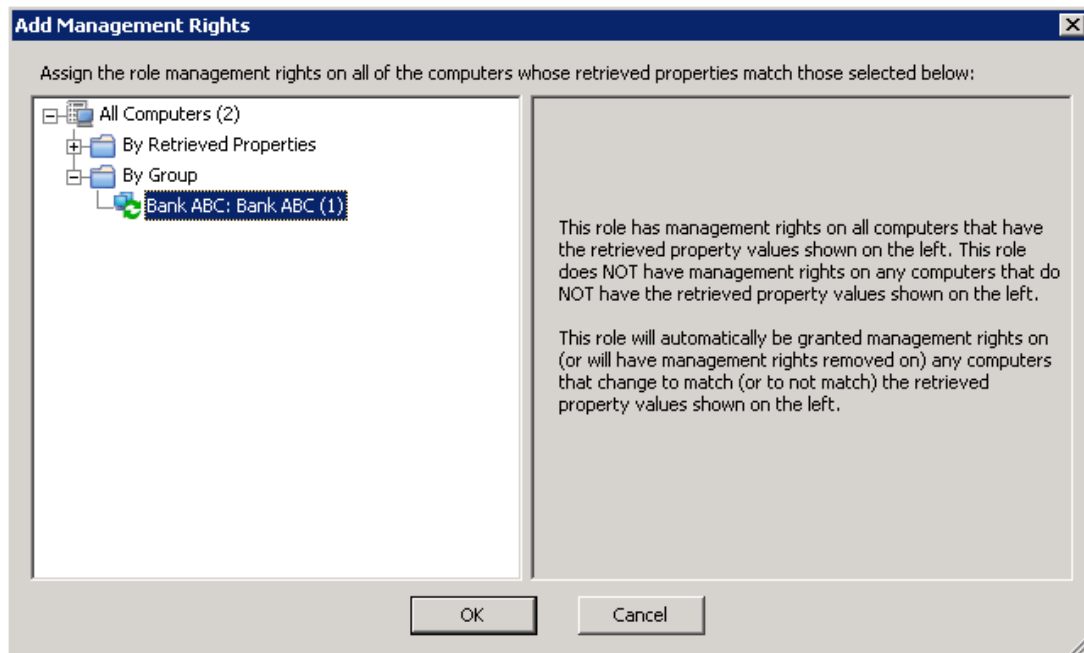 Add Management Rights
Assign the role management rights on all of the computers whose retrieved properties match those selected below:
All Computers (2)
By Retrieved Properties
By Group
Bank ABC: Bank ABC (1)
This role has management rights on all computers that have
the retrieved property values shown on the left. This role
does NOT have management rights on any computers that do
NOT have the retrieved property values shown on the left.
This role will automatically be granted management rights on
(or will have management rights removed on) any computers
that change to match (or to not match) the retrieved
property values shown on the left.
OK
Cancel